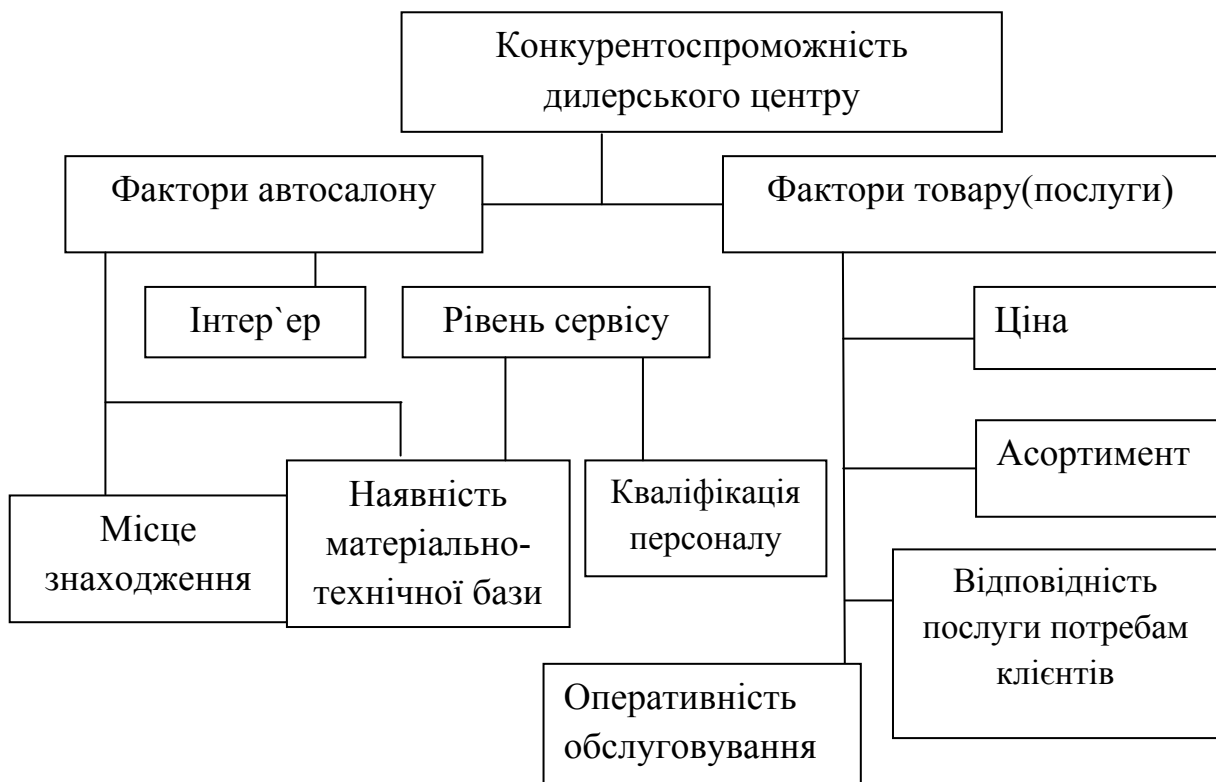 Конкурентоспроможність
дилерського центру
Фактори автосалону
Фактори товару(послуги)
Інтер`ер
Рівень сервісу
Ціна
Асортимент
Місце
знаходження
Наявність
матеріально-
технічної бази
Кваліфікація
персоналу
Відповідність
послуги потребам
клієнтів
Оперативність
обслуговування